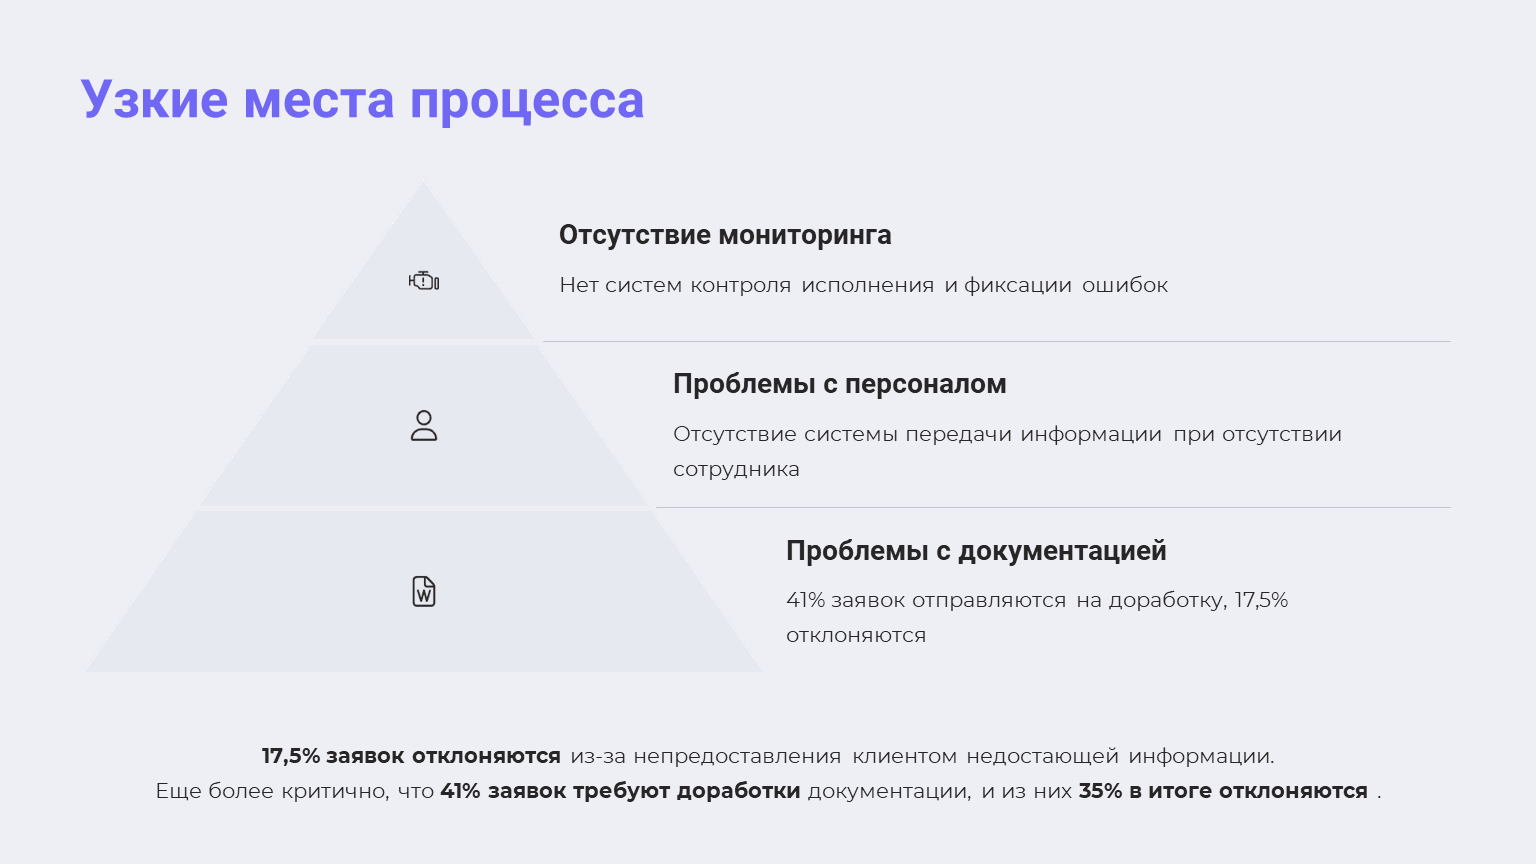 Узкие места процесса
Отсутствие мониторинга
Нет систем контроля исполнения и фиксации ошибок
Проблемы с персоналом
Отсутствие системы передачи информации при отсутствии
сотрудника
Проблемы с документацией
41% заявок отправляются на доработку, 17,5%
отклоняются
17,5% заявок отклоняются из-за непредоставления клиентом недостающей информации.
Еще более критично, что 41% заявок требуют доработки документации, и из них 35% в итоге отклоняются .